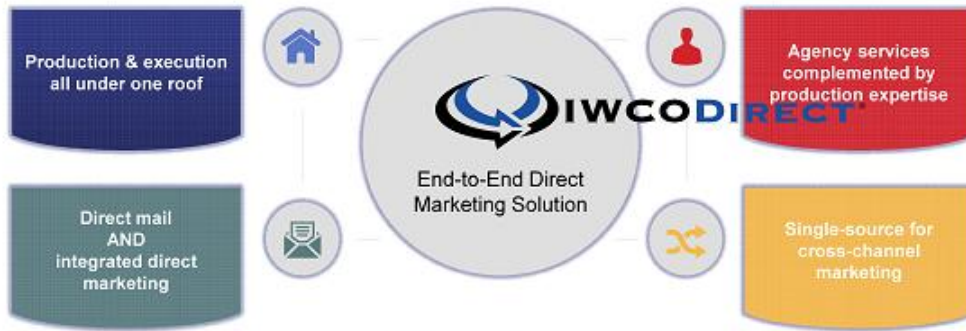 Production & execution
all under one roof
IWCODIRECT®
End-to-End Direct
Marketing Solution
Agency services
complemented by
production expertise
Direct mail
AND
integrated direct
marketing
Single-source for
cross-channel
marketing